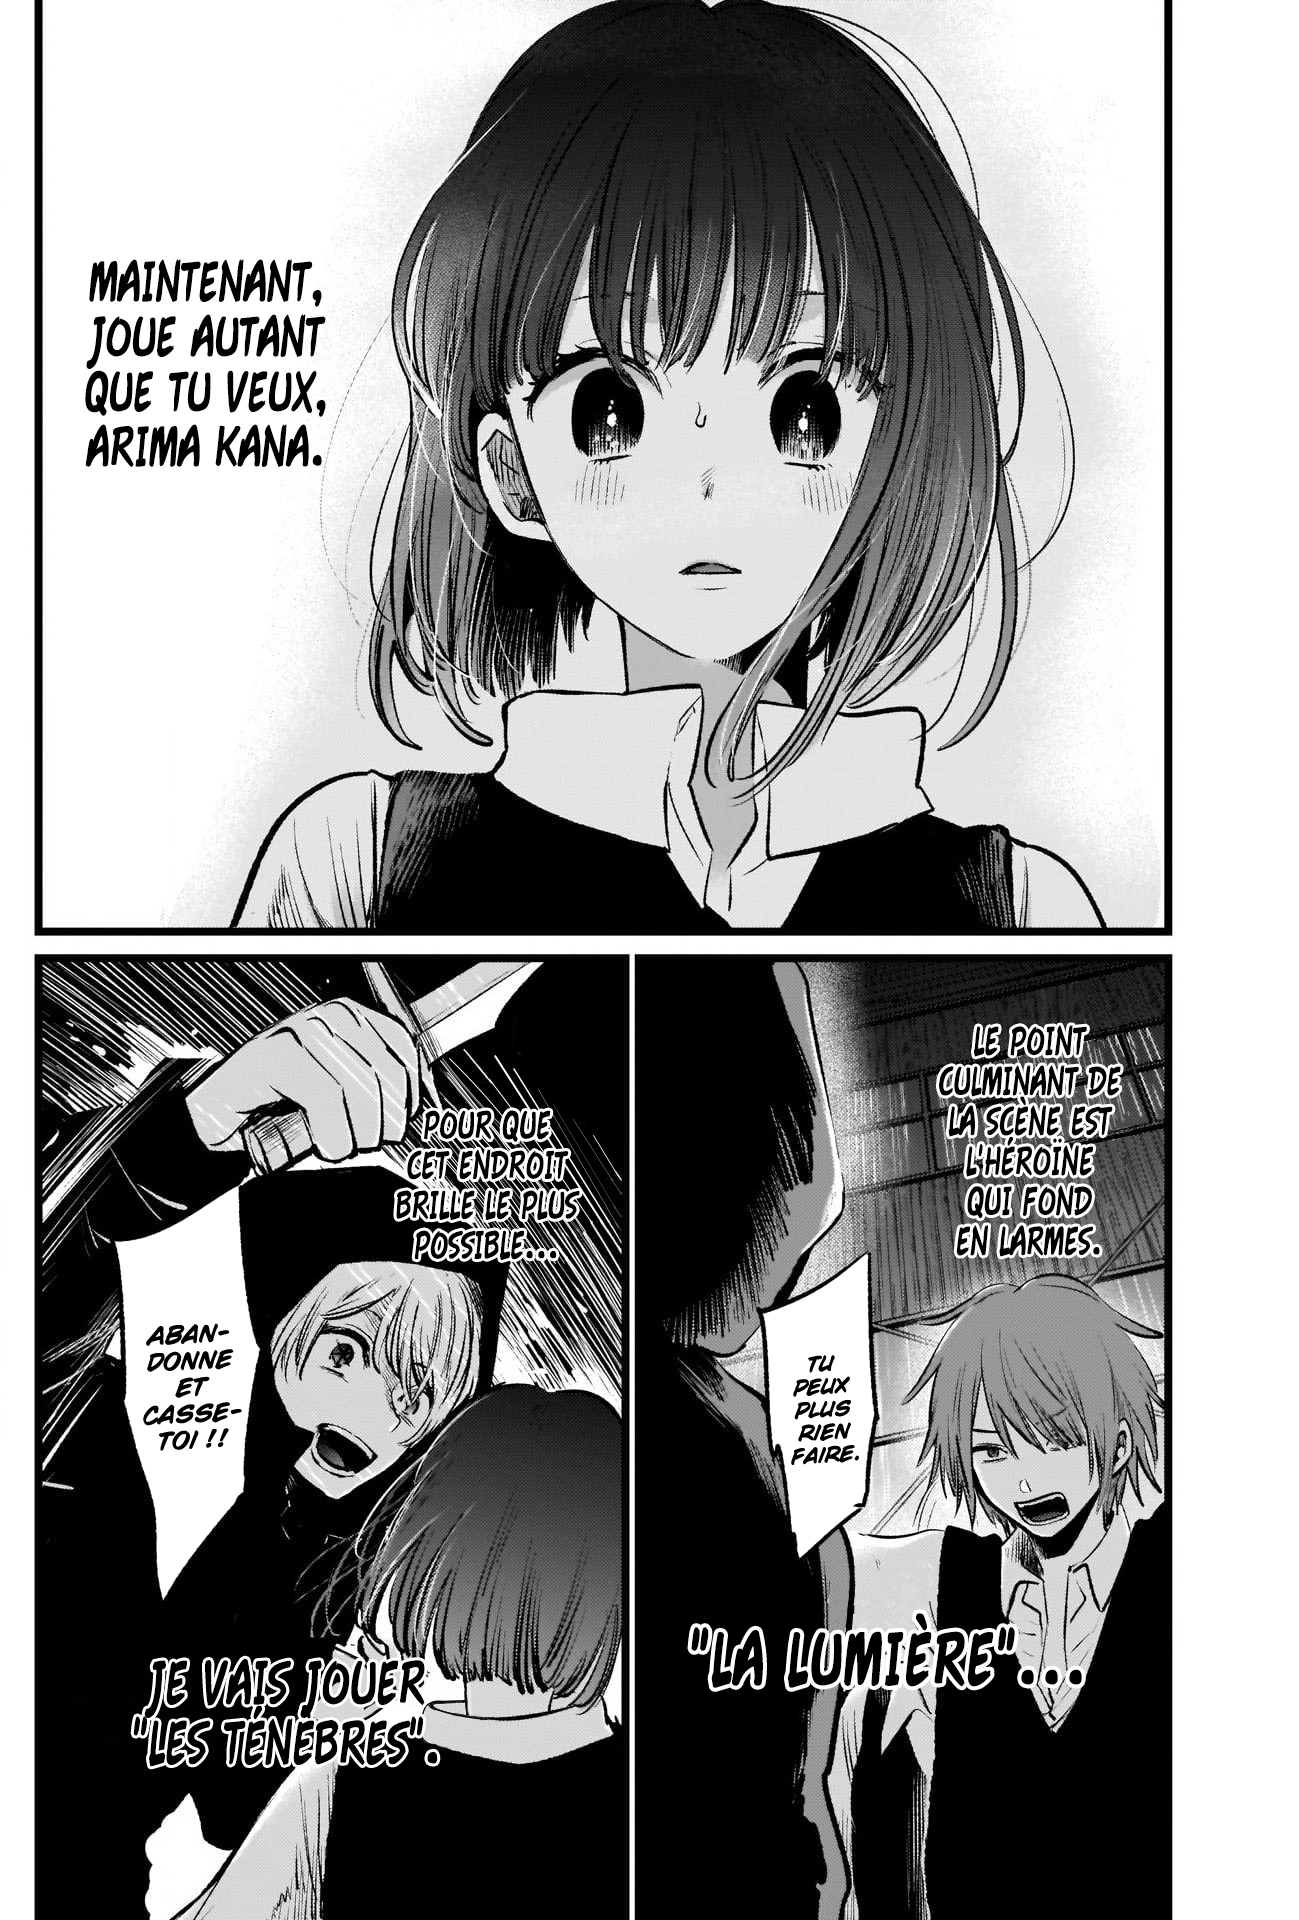 MAINTENANT,
JOUE AUTANT
QUE TU VEUX,
ARIMA KANA.
LE POINT
CULMINANT DE
LA SCÈNE EST
L'HÉROÏNE
QUI FOND
EN LARMES.
TU
PEUX
PLUS
RIEN
FAIRE.
"LA LUMIÈRE"...
POUR QUE
CET ENDROIT
BRILLE LE PLUS
POSSIBLE...
ABAN-
DONNE
ET
CASSE-
TOI !!
JE VAIS JOUER
"LES TÉNÈBRES".